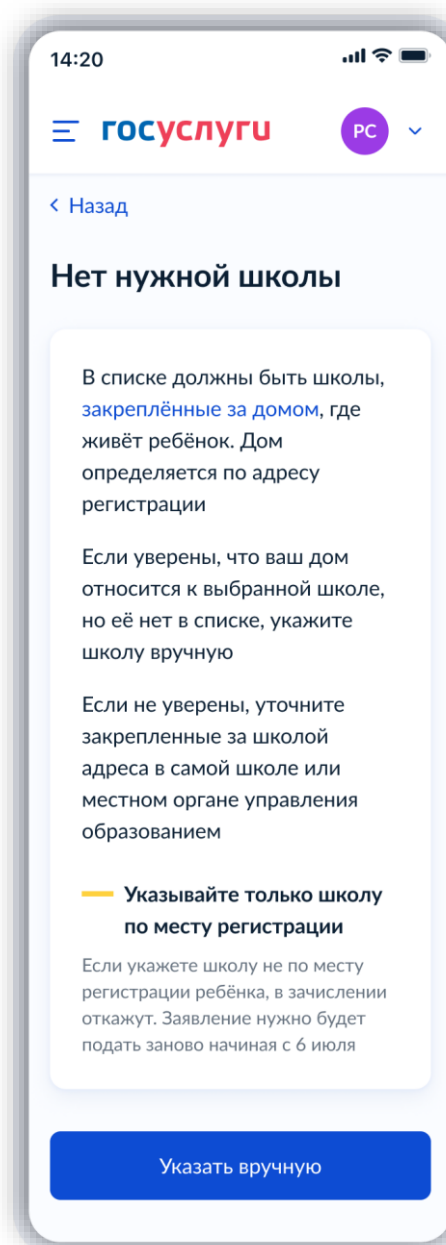 14:20
госуслуги
РС
Назад
Нет нужной школы
В списке должны быть школы,
закреплённые за домом, где
живёт ребёнок. Дом
определяется по адресу
регистрации
Если уверены, что ваш дом
относится к выбранной школе,
но её нет в списке, укажите
школу вручную
Если не уверены, уточните
закрепленные за школой
адреса в самой школе или
местном органе управления
образованием
Указывайте только школу
по месту регистрации
Если укажете школу не по месту
регистрации ребёнка, в зачислении
откажут. Заявление нужно будет
подать заново начиная с 6 июля
Указать вручную